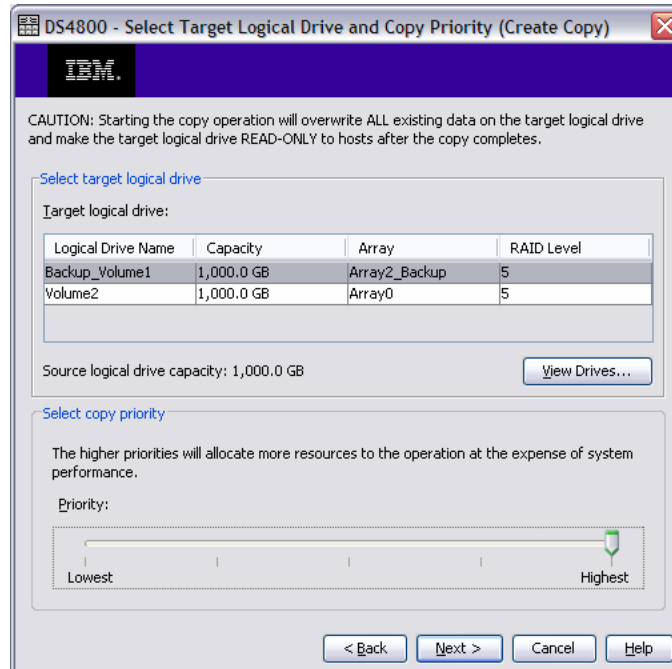 DS4800 - Select Target Logical Drive and Copy Priority (Create Copy)
IBM.
CAUTION: Starting the copy operation will overwrite ALL existing data on the target logical drive
and make the target logical drive READ-ONLY to hosts after the copy completes.
Select target logical drive
Target logical drive:
Logical Drive Name Capacity Array RAID Level
Backup_Volume1 1,000.0 GB Array2_Backup 5
Volume2 1,000.0 GB Array0 5
Source logical drive capacity: 1,000.0 GB View Drives...
Select copy priority
The higher priorities will allocate more resources to the operation at the expense of system
performance.
Priority:
Lowest Highest
< Back Next > Cancel Help